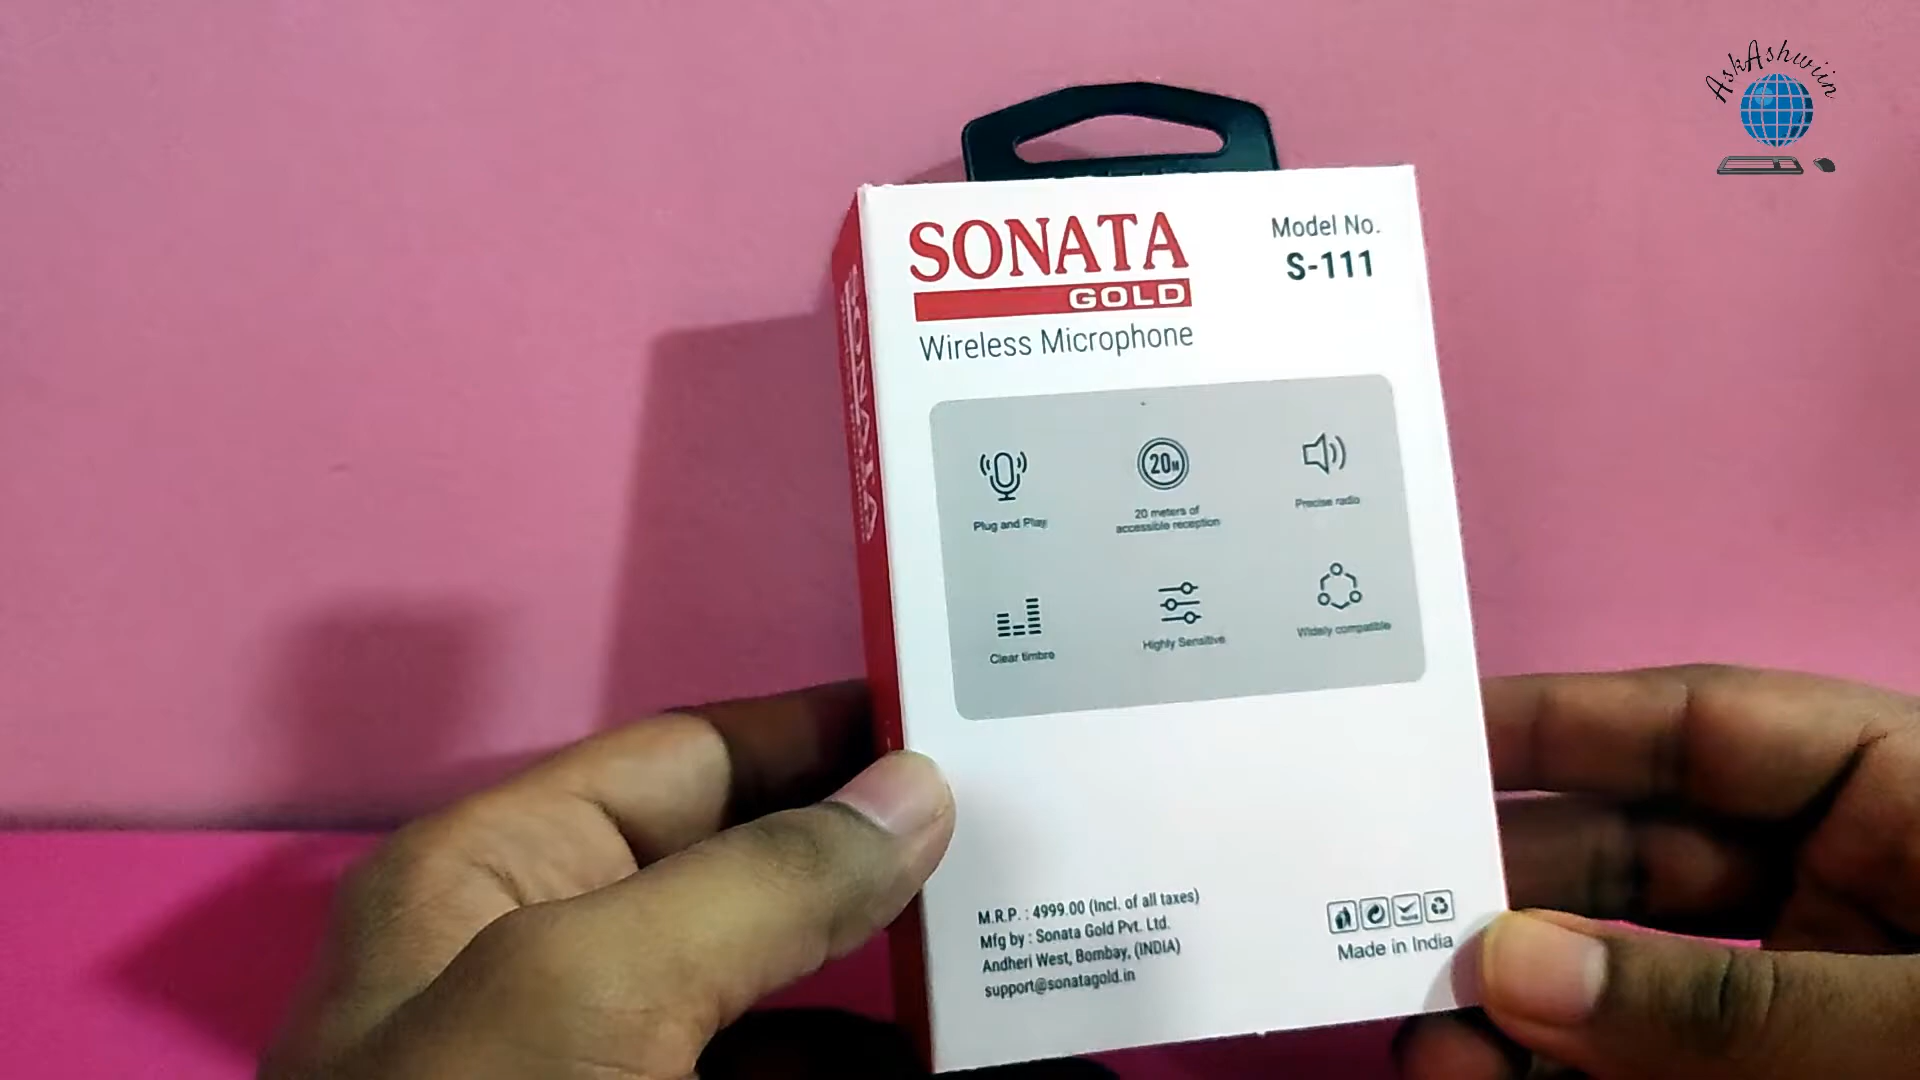 AskAshwiin
SONATA
GOLD
Wireless Microphone
Model No.
S-111
Plug and Play
20M
20 meters of
accessible reception
Precise radio
Clear timbre
Highly Sensitive
Widely compatible
M.R.P. : 4999.00 (Incl. of all taxes)
Mfg by : Sonata Gold Pvt. Ltd.
Andheri West, Bombay, (INDIA)
support@sonatagold.in
Made in India
SONATA